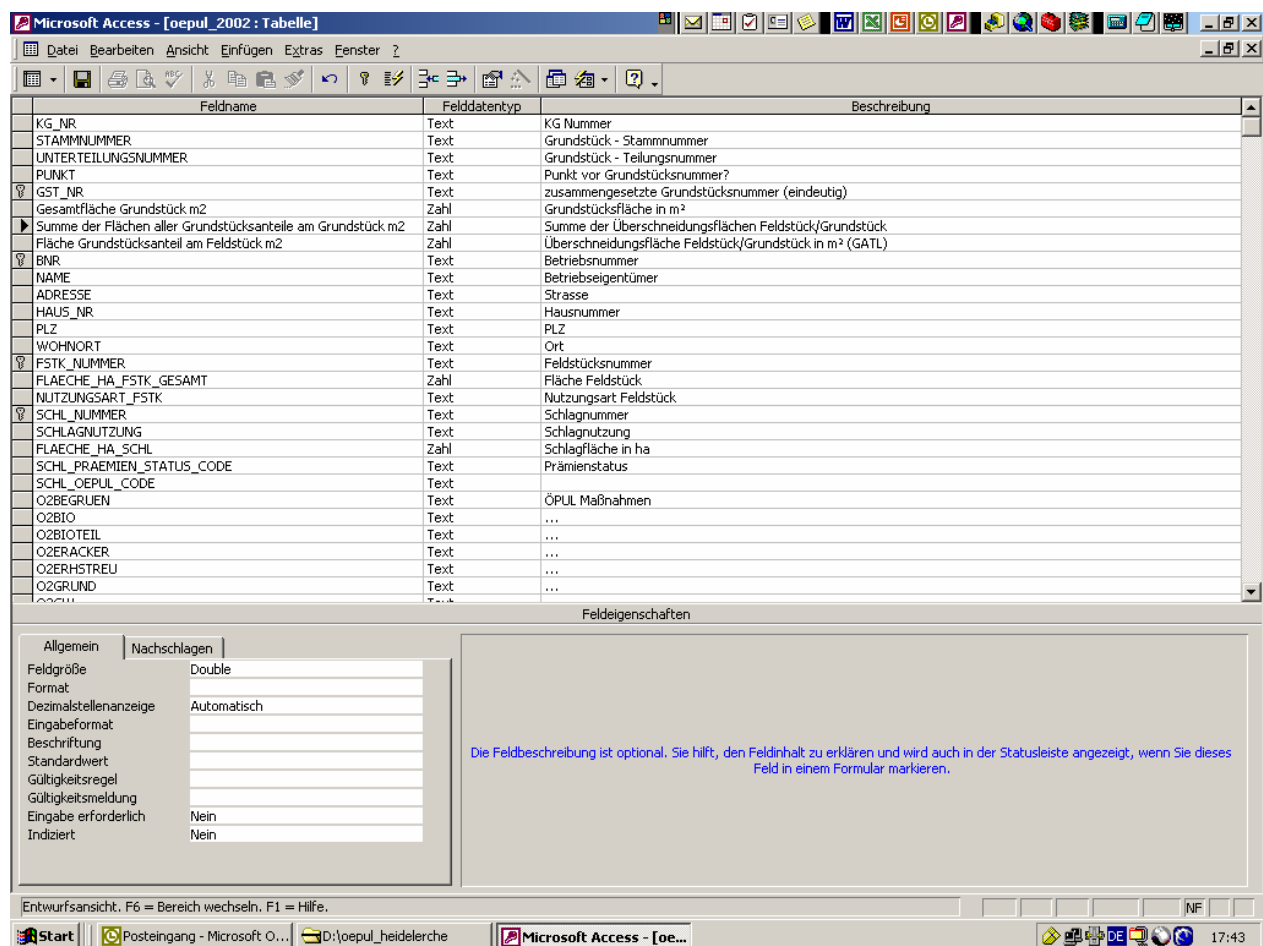 Microsoft Access - [oepul_2002 : Tabelle]
Datei Bearbeiten Ansicht Einfügen Extras Fenster ?
Feldname Felddatentyp Beschreibung
KG_NR Text KG Nummer
STAMMNUMMER Text Grundstück - Stammnummer
UNTERTEILUNGSNUMMER Text Grundstück - Teilungsnummer
PUNKT Text Punkt vor Grundstücksnummer?
GST_NR Text zusammengesetzte Grundstücksnummer (eindeutig)
Gesamtfläche Grundstück m2 Zahl Grundstücksfläche in m²
Summe der Flächen aller Grundstücksanteile am Grundstück m2 Zahl Summe der Überschneidungsflächen Feldstück/Grundstück
Fläche Grundstücksanteil am Feldstück m2 Zahl Überschneidungsfläche Feldstück/Grundstück in m² (GATL)
BNR Text Betriebsnummer
NAME Text Betriebseigentümer
ADRESSE Text Strasse
HAUS_NR Text Hausnummer
PLZ Text PLZ
WOHNORT Text Ort
FSTK_NUMMER Text Feldstücksnummer
FLAECHE_HA_FSTK_GESAMT Zahl Fläche Feldstück
NUTZUNGSART_FSTK Text Nutzungsart Feldstück
SCHL_NUMMER Text Schlagnummer
SCHLAGNUTZUNG Text Schlagnutzung
FLAECHE_HA_SCHL Zahl Schlagfläche in ha
SCHL_PRAEMIEN_STATUS_CODE Text Prämienstatus
SCHL_OEPUL_CODE Text
O2BEGRUEN Text ÖPUL Maßnahmen
O2BIO Text ...
O2BIOTEIL Text ...
O2ERACKER Text ...
O2ERHSTREU Text ...
O2GRUND Text ...
Feldeigenschaften
Allgemein Nachschlagen
Feldgröße Double
Format
Dezimalstellenanzeige Automatisch
Eingabeformat
Beschriftung
Standardwert
Gültigkeitsregel
Gültigkeitsmeldung
Eingabe erforderlich Nein
Indiziert Nein
Die Feldbeschreibung ist optional. Sie hilft, den Feldinhalt zu erklären und wird auch in der Statusleiste angezeigt, wenn Sie dieses
Feld in einem Formular markieren.
Entwurfsansicht. F6 = Bereich wechseln. F1 = Hilfe. NF
Start Posteingang - Microsoft O... D:\oepul_heidelerche Microsoft Access - [oe... DE 17:43